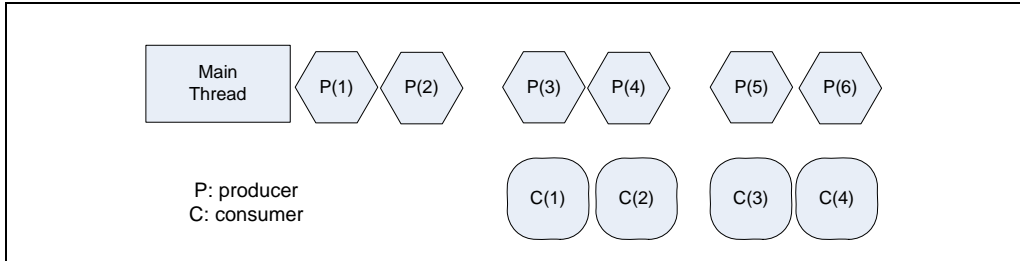 Main
Thread
P(1)
P(2)
P(3)
P(4)
P(5)
P(6)
P: producer
C: consumer
C(1)
C(2)
C(3)
C(4)